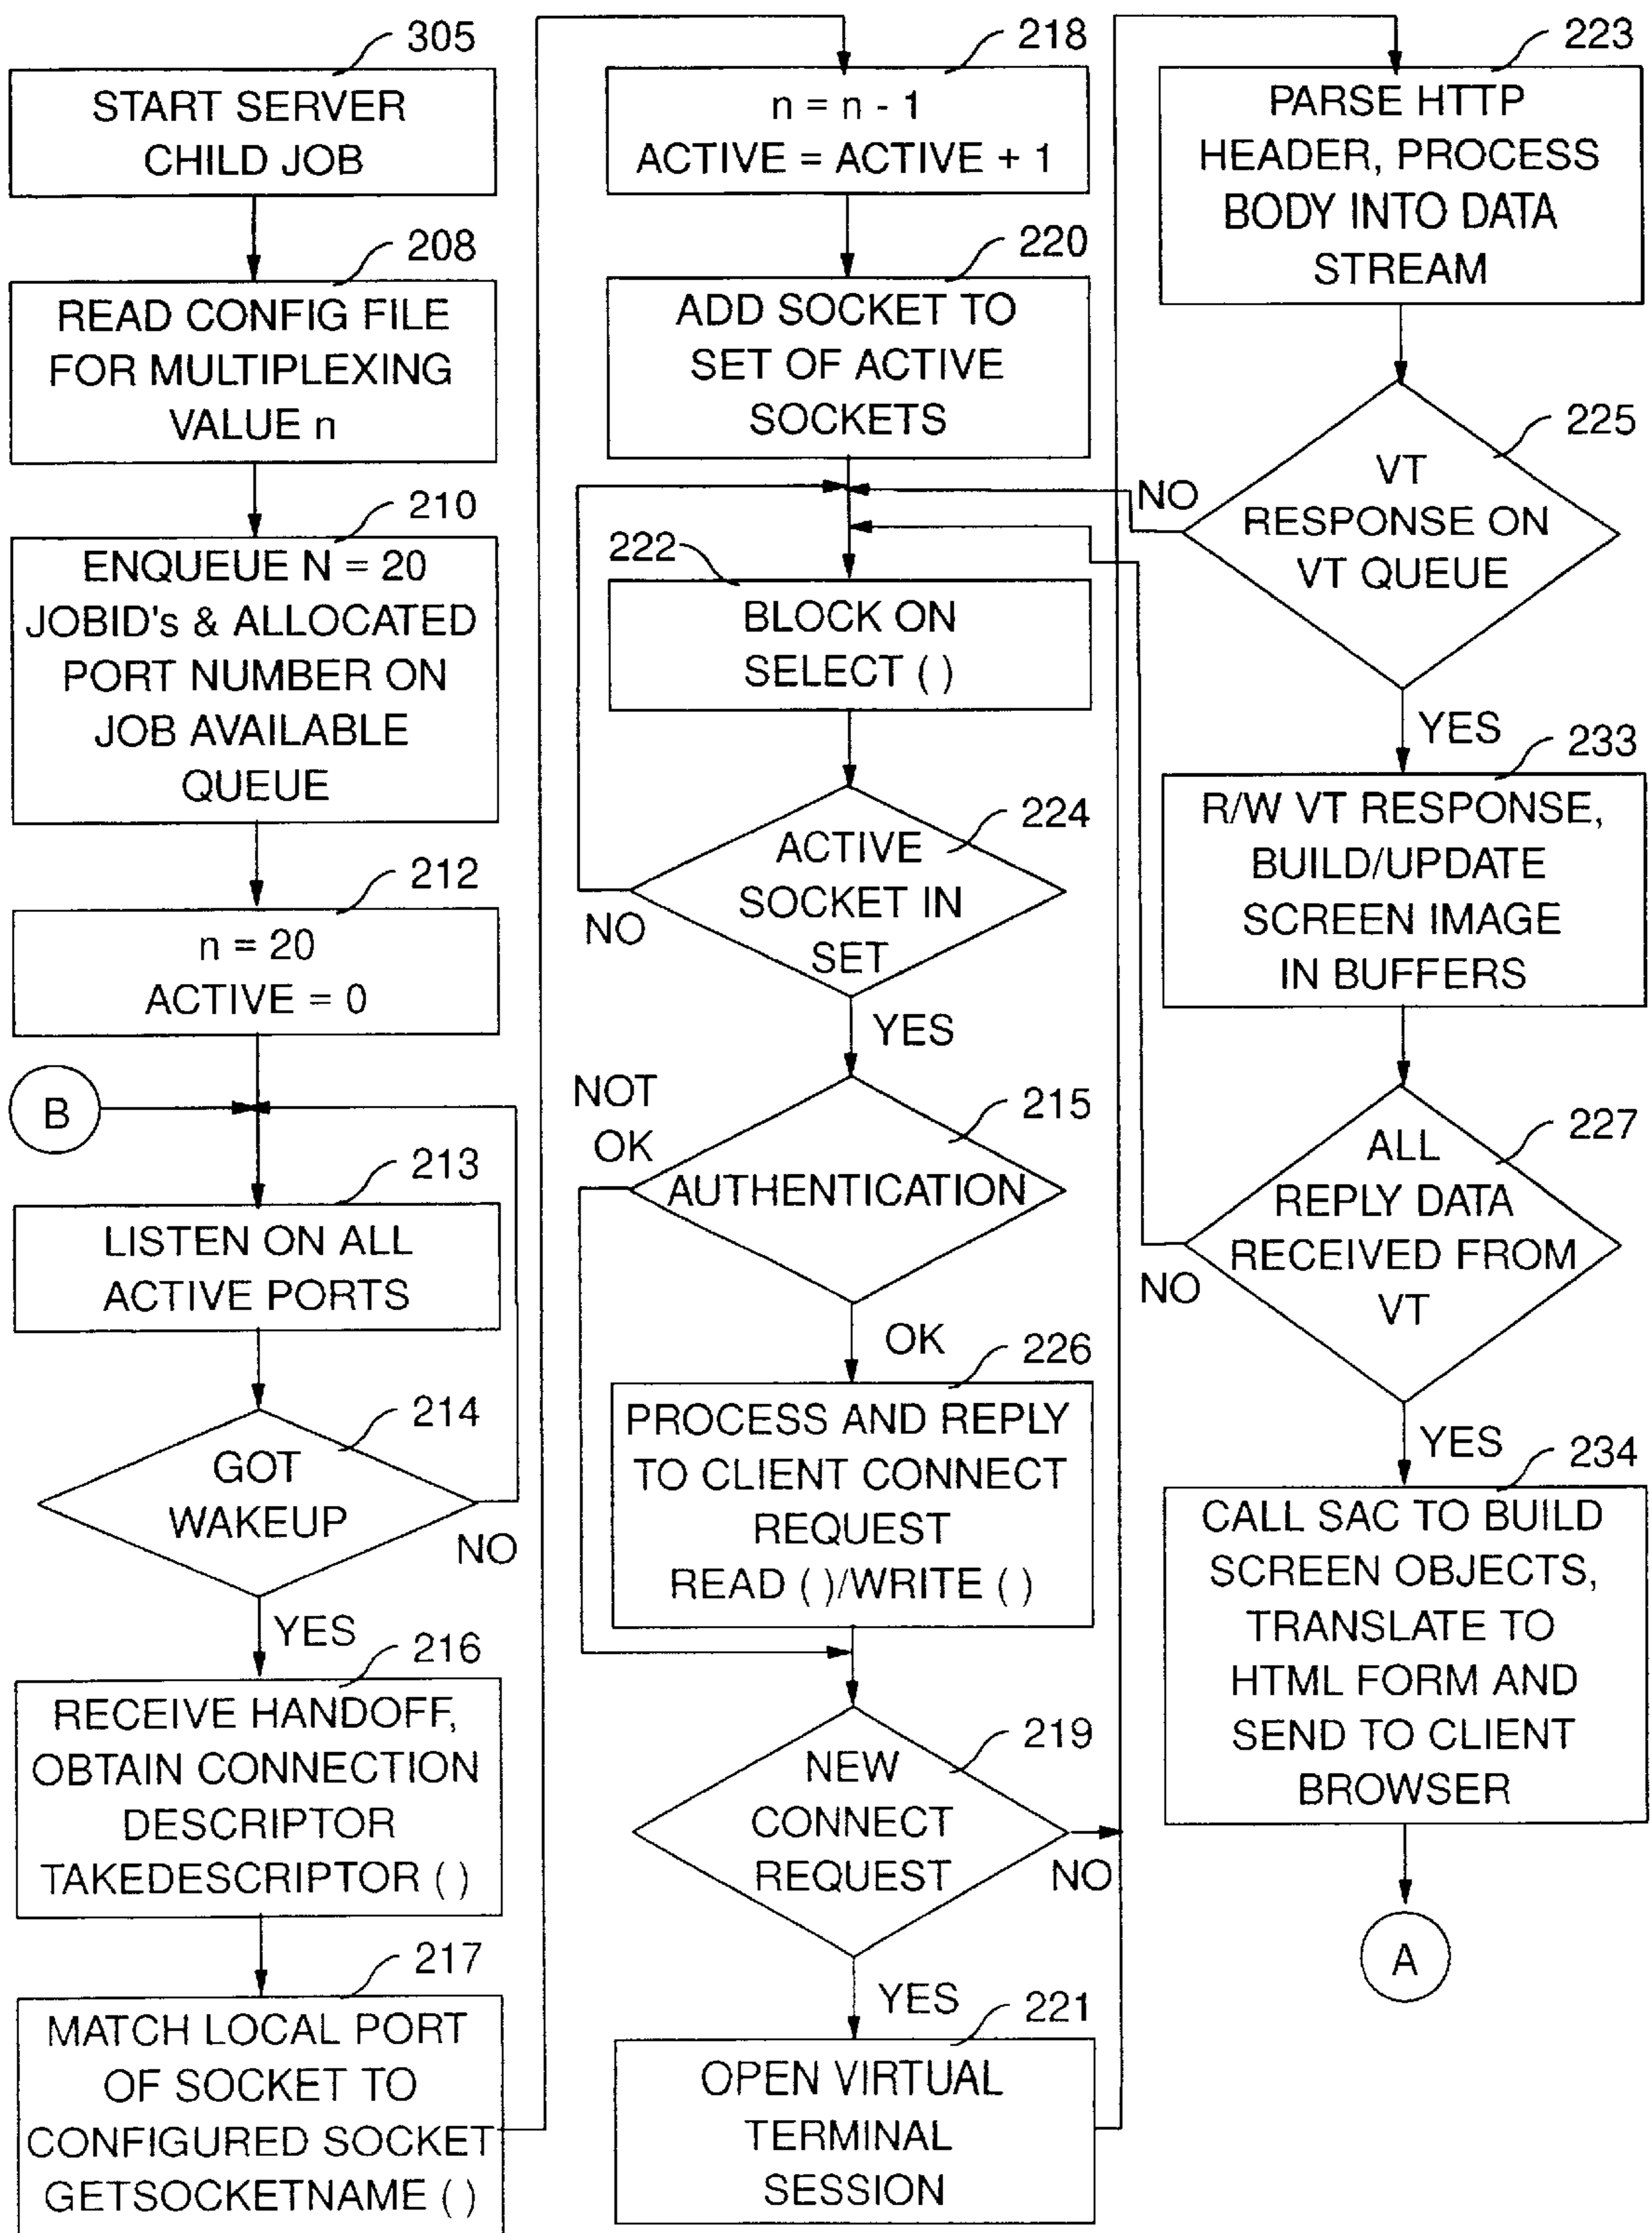 305
START SERVER
CHILD JOB
208
READ CONFIG FILE
FOR MULTIPLEXING
VALUE n
210
ENQUEUE N = 20
JOBID's & ALLOCATED
PORT NUMBER ON
JOB AVAILABLE
QUEUE
212
n = 20
ACTIVE = 0
B
213
LISTEN ON ALL
ACTIVE PORTS
214
GOT
WAKEUP
NO
YES
216
RECEIVE HANDOFF,
OBTAIN CONNECTION
DESCRIPTOR
TAKEDESCRIPTOR ( )
217
MATCH LOCAL PORT
OF SOCKET TO
CONFIGURED SOCKET
GETSOCKETNAME ( )
218
n = n - 1
ACTIVE = ACTIVE + 1
220
ADD SOCKET TO
SET OF ACTIVE
SOCKETS
222
BLOCK ON
SELECT ( )
224
ACTIVE
SOCKET IN
SET
NO
YES
NOT
OK
215
AUTHENTICATION
OK
226
PROCESS AND REPLY
TO CLIENT CONNECT
REQUEST
READ ( )/WRITE ( )
219
NEW
CONNECT
REQUEST
NO
YES
221
OPEN VIRTUAL
TERMINAL
SESSION
223
PARSE HTTP
HEADER, PROCESS
BODY INTO DATA
STREAM
225
NO
VT
RESPONSE ON
VT QUEUE
YES
233
R/W VT RESPONSE,
BUILD/UPDATE
SCREEN IMAGE
IN BUFFERS
227
ALL
REPLY DATA
RECEIVED FROM
VT
NO
YES
234
CALL SAC TO BUILD
SCREEN OBJECTS,
TRANSLATE TO
HTML FORM AND
SEND TO CLIENT
BROWSER
A